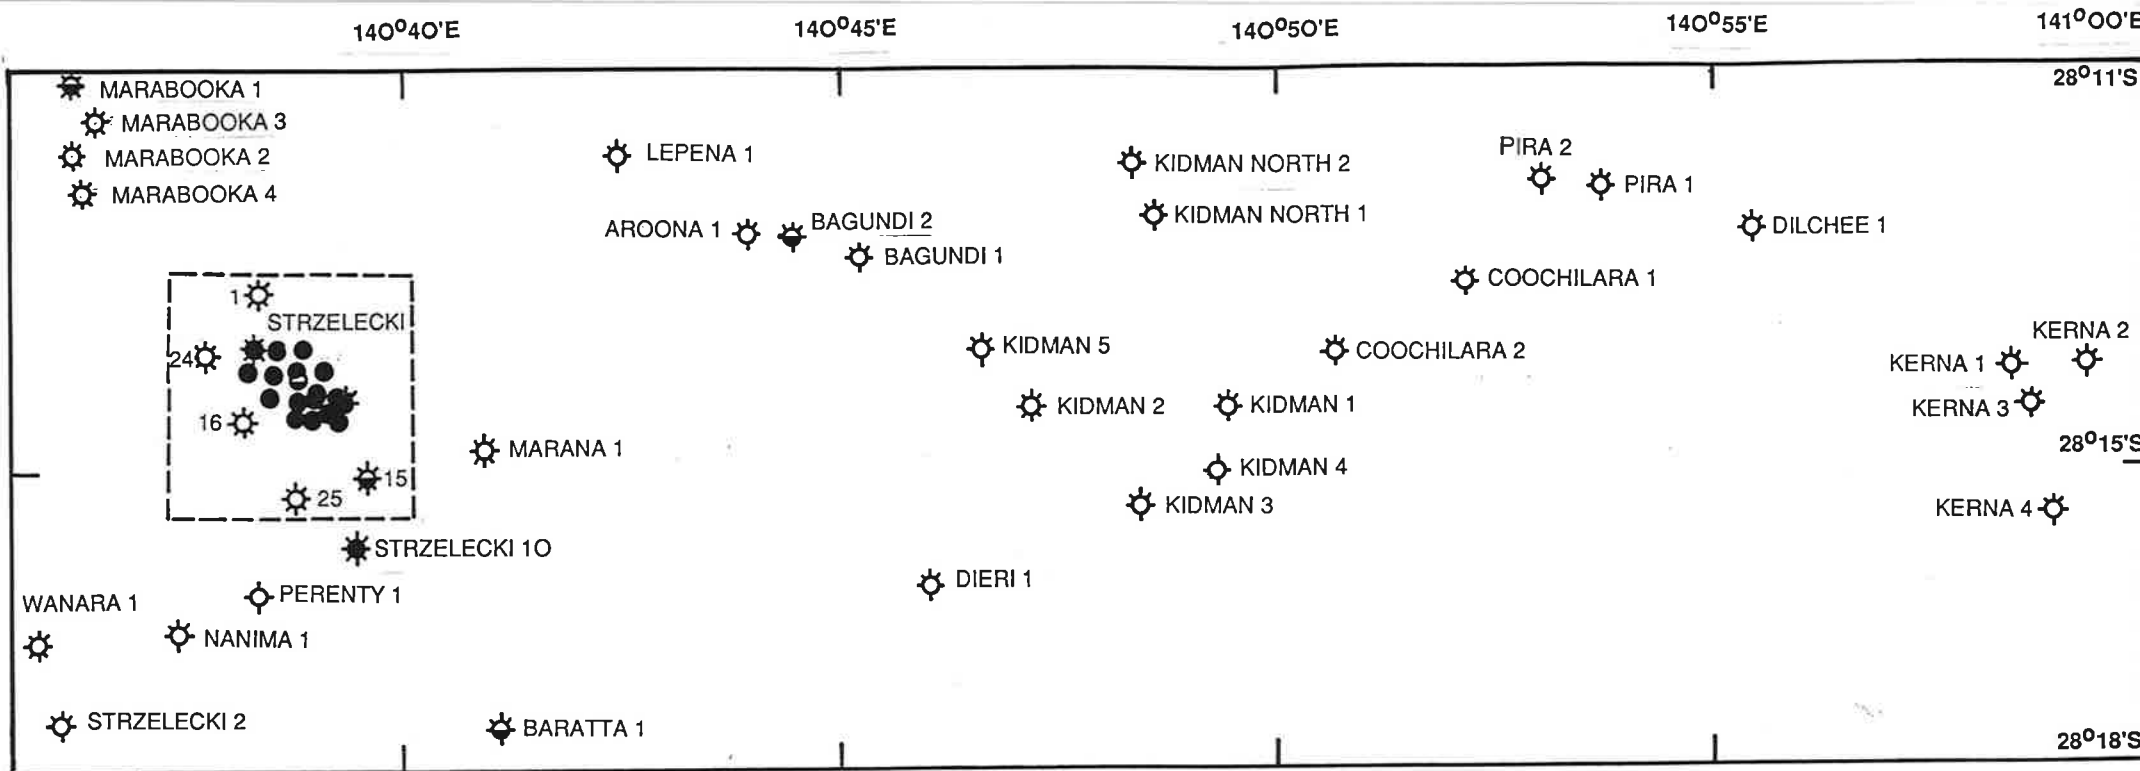 140°40'E
140°45'E
140°50'E
140°55'E
141°00'E
28°11'S
MARABOOKA 1
MARABOOKA 3
MARABOOKA 2
MARABOOKA 4
LEPENA 1
KIDMAN NORTH 2
PIRA 2
PIRA 1
KIDMAN NORTH 1
AROONA 1
BAGUNDI 2
BAGUNDI 1
DILCHEE 1
COOCHILARA 1
1
STRZELECKI
24
16
15
25
KIDMAN 5
COOCHILARA 2
KERNA 2
KERNA 1
KERNA 3
KIDMAN 2
KIDMAN 1
MARANA 1
28°15'S
KIDMAN 4
KIDMAN 3
KERNA 4
STRZELECKI 10
DIERI 1
PERENTY 1
WANARA 1
NANIMA 1
STRZELECKI 2
BARATTA 1
28°18'S